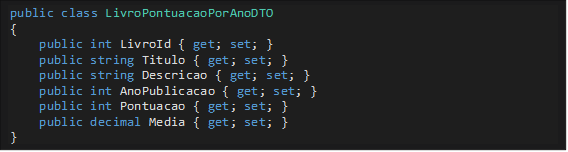 public class LivroPontuacaoPorAnoDTO
{
public int LivroId { get; set; }
public string Titulo { get; set; }
public string Descricao { get; set; }
public int AnoPublicacao { get; set; }
public int Pontuacao { get; set; }
public decimal Media { get; set; }
}